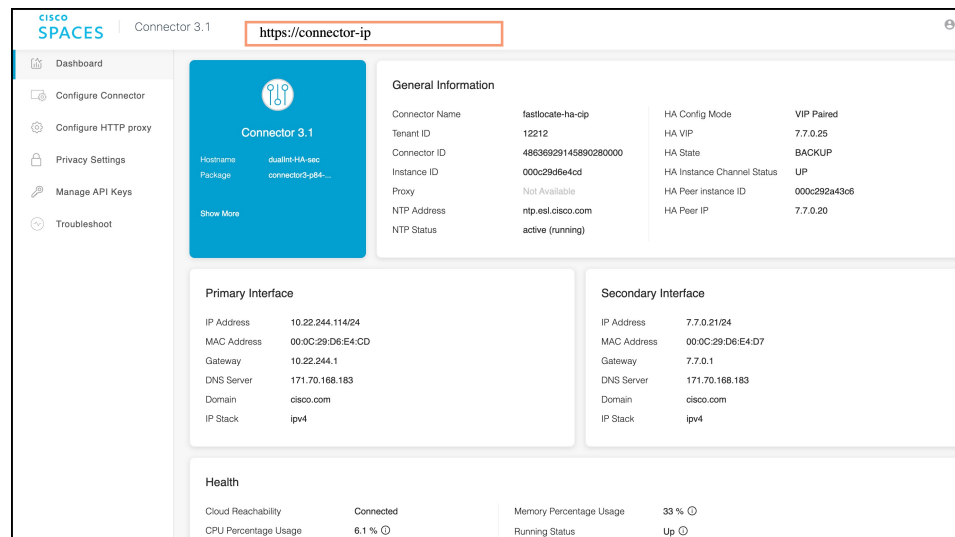 CISCO
SPACES
Connector 3.1
https://connector-ip
Dashboard
Configure Connector
Configure HTTP proxy
Privacy Settings
Manage API Keys
Troubleshoot
Connector 3.1
Hostname dualInt-HA-sec
Package connector3-p84-...
Show More
General Information
Connector Name fastlocate-ha-cip
Tenant ID 12212
Connector ID 48636929145890280000
Instance ID 000c29d6e4cd
Proxy Not Available
NTP Address ntp.esl.cisco.com
NTP Status active (running)
HA Config Mode VIP Paired
HA VIP 7.7.0.25
HA State BACKUP
HA Instance Channel Status UP
HA Peer instance ID 000c292a43c6
HA Peer IP 7.7.0.20
Primary Interface
IP Address 10.22.244.114/24
MAC Address 00:0C:29:D6:E4:CD
Gateway 10.22.244.1
DNS Server 171.70.168.183
Domain cisco.com
IP Stack ipv4
Secondary Interface
IP Address 7.7.0.21/24
MAC Address 00:0C:29:D6:E4:D7
Gateway 7.7.0.1
DNS Server 171.70.168.183
Domain cisco.com
IP Stack ipv4
Health
Cloud Reachability Connected
CPU Percentage Usage 6.1 %
Memory Percentage Usage 33 %
Running Status Up